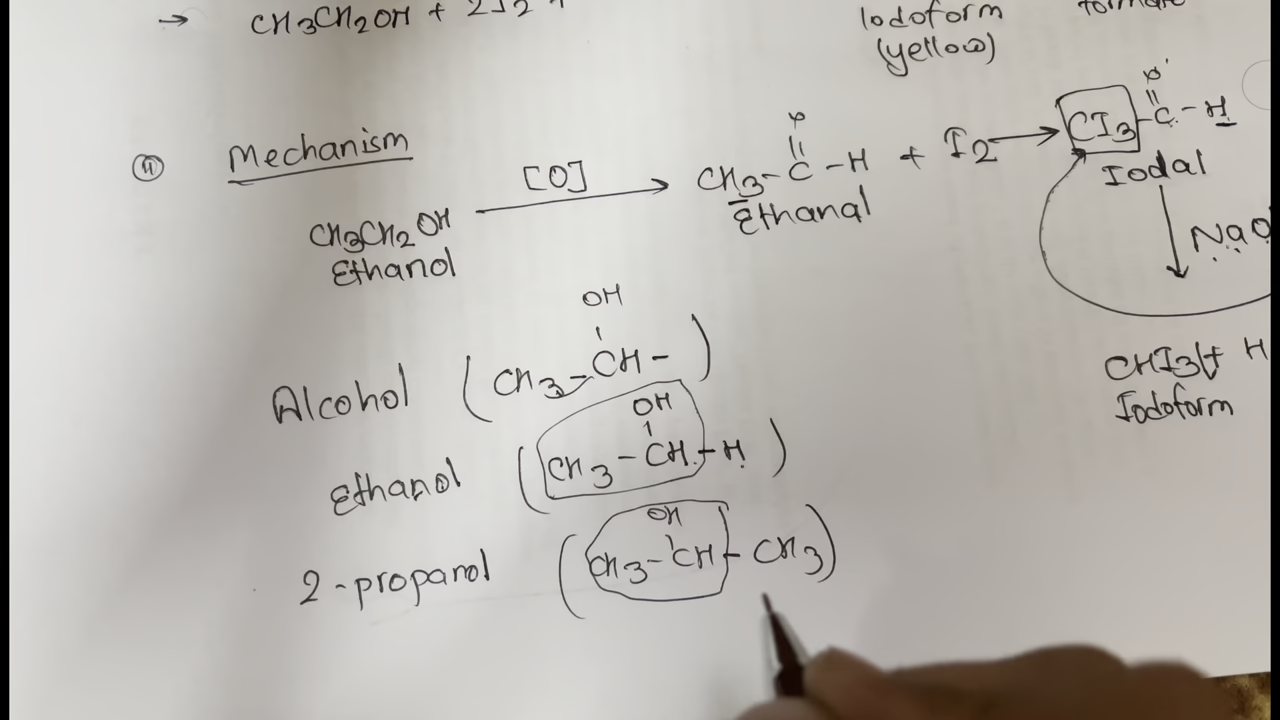 → CH3CH2OH + 2I2 +
Iodoform formate
(yellow)
ii Mechanism
CH3CH2OH [O] → CH3-C-H + I2 → CI3-C-H
O O
Ethanol Ethanal Iodal
↓ NaO
CHI3↓+ H
Iodoform
OH
Alcohol (CH3-CH-)
OH
Ethanol (CH3-CH-H)
OH
2-propanol (CH3-CH-CH3)